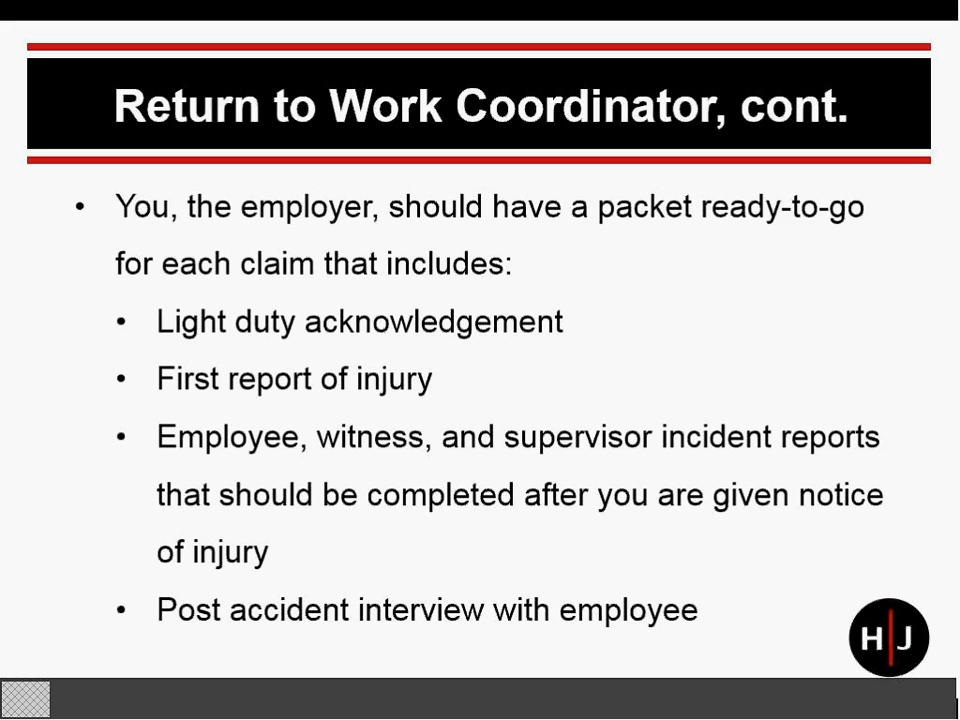 Return to Work Coordinator, cont.
• You, the employer, should have a packet ready-to-go
for each claim that includes:
• Light duty acknowledgement
• First report of injury
• Employee, witness, and supervisor incident reports
that should be completed after you are given notice
of injury
• Post accident interview with employee
H|J